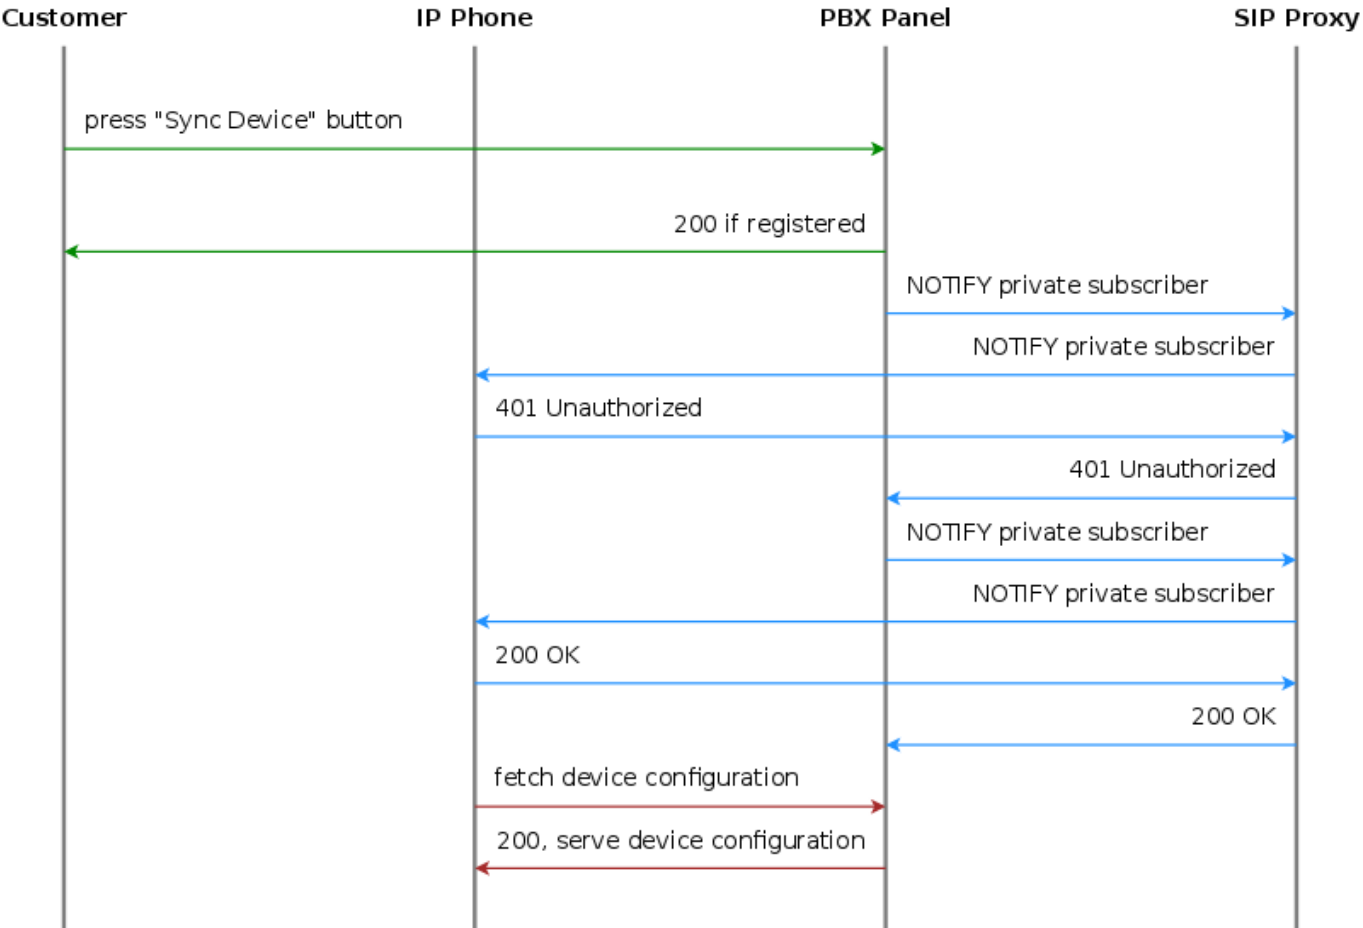 Customer IP Phone PBX Panel SIP Proxy
press "Sync Device" button
200 if registered
NOTIFY private subscriber
NOTIFY private subscriber
401 Unauthorized
401 Unauthorized
NOTIFY private subscriber
NOTIFY private subscriber
200 OK
200 OK
fetch device configuration
200, serve device configuration